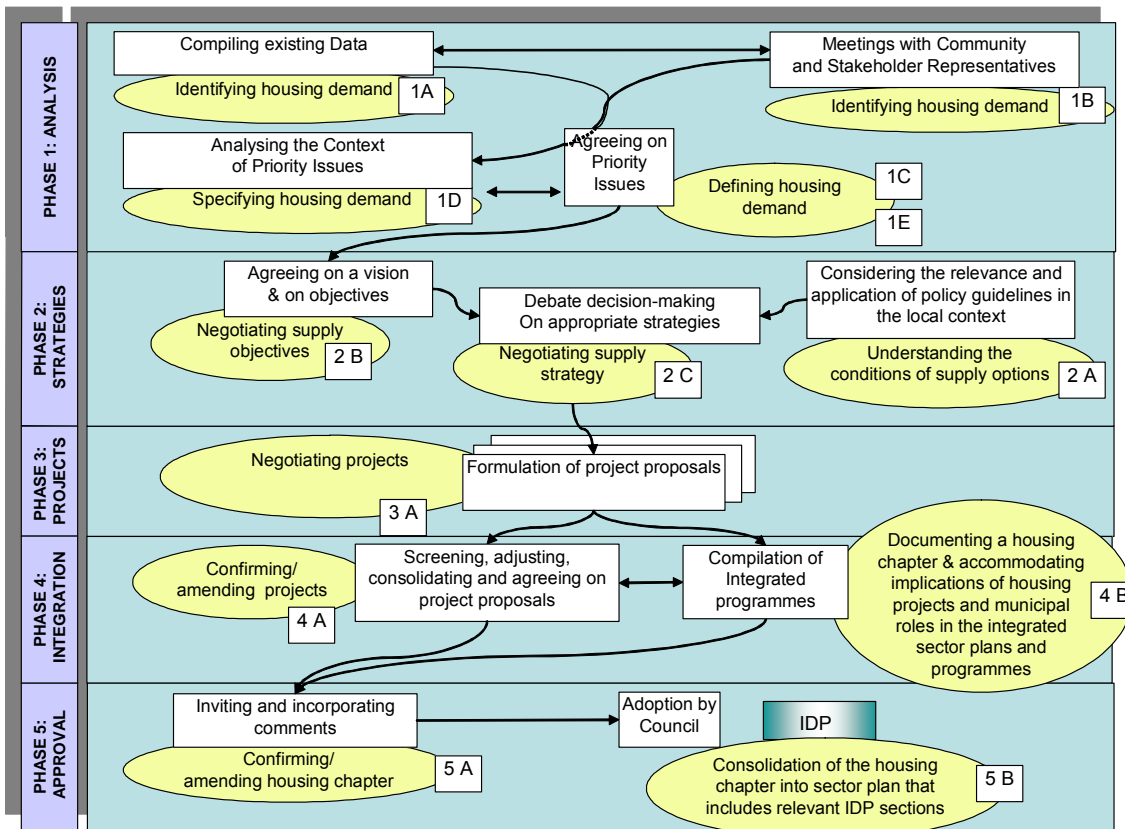 PHASE 1: ANALYSIS
Compiling existing Data
Identifying housing demand
1A
Meetings with Community
and Stakeholder Representatives
Identifying housing demand
1B
Analysing the Context
of Priority Issues
Specifying housing demand
1D
Agreeing on
Priority
Issues
Defining housing
demand
1C
1E
PHASE 2:
STRATEGIES
Agreeing on a vision
& on objectives
Negotiating supply
objectives
2 B
Debate decision-making
On appropriate strategies
Negotiating supply
strategy
2 C
Considering the relevance and
application of policy guidelines in
the local context
Understanding the
conditions of supply options
2 A
PHASE 3:
PROJECTS
Negotiating projects
3 A
Formulation of project proposals
PHASE 4:
INTEGRATION
Confirming/
amending projects
4 A
Screening, adjusting,
consolidating and agreeing on
project proposals
Compilation of
Integrated
programmes
Documenting a housing
chapter & accommodating
implications of housing
projects and municipal
roles in the integrated
sector plans and
programmes
4 B
PHASE 5:
APPROVAL
Inviting and incorporating
comments
Confirming/
amending housing chapter
5 A
Adoption by
Council
IDP
Consolidation of the housing
chapter into sector plan that
includes relevant IDP sections
5 B